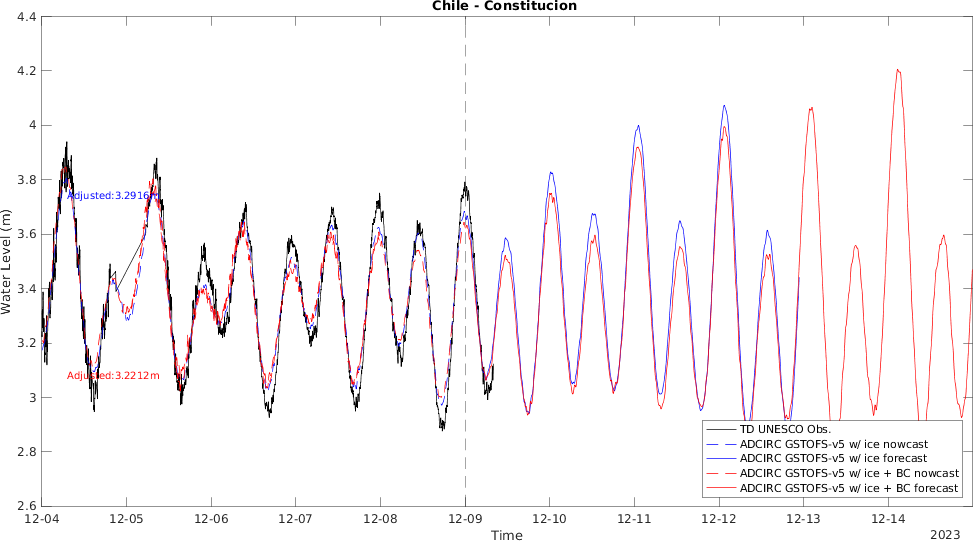 Chile - Constitucion
4.4
4.2
4
3.8
3.6
3.4
3.2
3
2.8
2.6
Water Level (m)
Adjusted:3.2916m
Adjusted:3.2212m
TD UNESCO Obs.
ADCIRC GSTOFS-v5 w/ ice nowcast
ADCIRC GSTOFS-v5 w/ ice forecast
ADCIRC GSTOFS-v5 w/ ice + BC nowcast
ADCIRC GSTOFS-v5 w/ ice + BC forecast
12-04 12-05 12-06 12-07 12-08 12-09 12-10 12-11 12-12 12-13 12-14
Time
2023